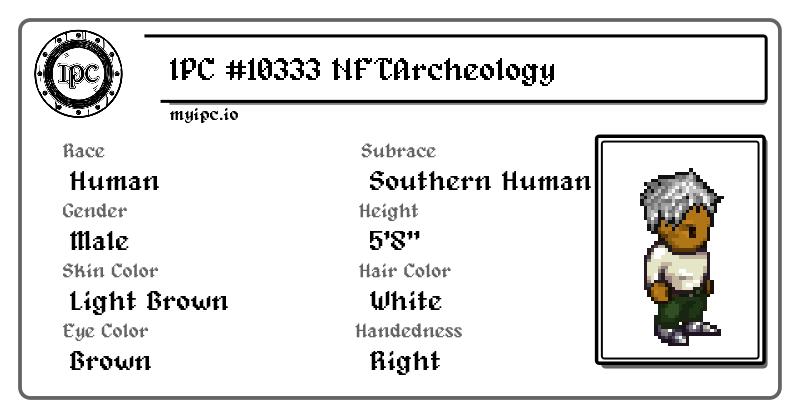 IPC
IPC #10333 NFTArcheology
myipc.io
Race
Subrace
Human
Southern Human
Gender
Height
Male
5'8"
Skin Color
Hair Color
Light Brown
White
Eye Color
Handedness
Brown
Right